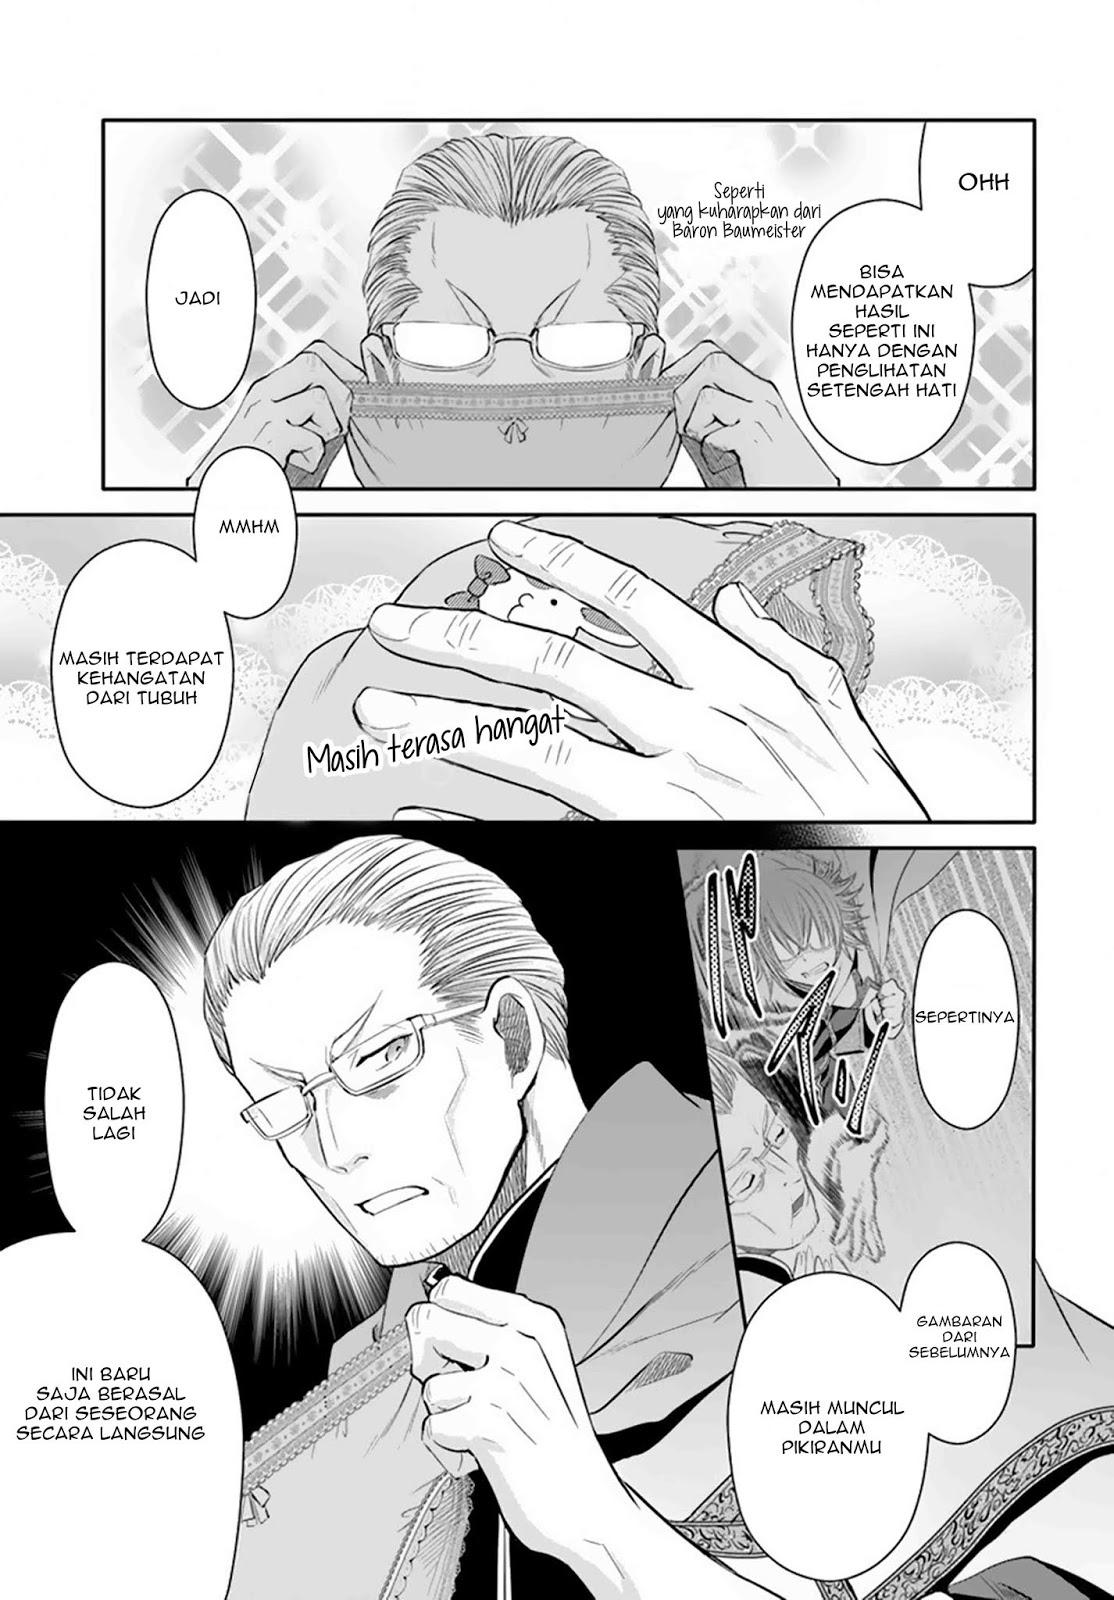 OHH
BISA
MENDAPATKAN
HASIL
SEPERTI INI
HANYA DENGAN
PENGLIHATAN
SETENGAH HATI
Seperti
yang kuharapkan dari
Baron Baumeister
JADI
MMHM
MASIH TERDAPAT
KEHANGATAN
DARI TUBUH
Masih terasa hangat
SEPERTINYA
GAMBARAN
DARI
SEBELUMNYA
MASIH MUNCUL
DALAM
PIKIRANMU
TIDAK
SALAH
LAGI
INI BARU
SAJA BERASAL
DARI SESEORANG
SECARA LANGSUNG